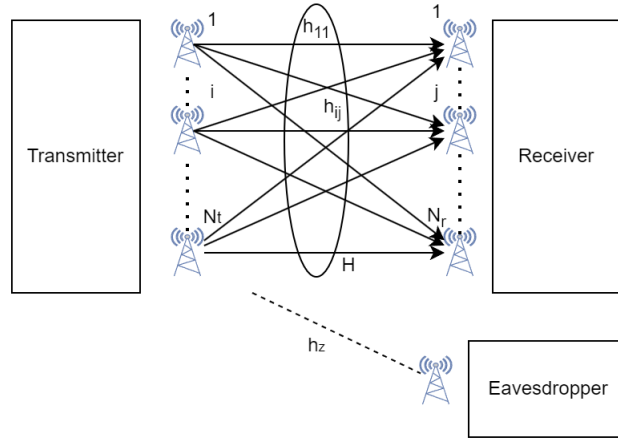 1
1
h11
i
j
hij
Transmitter
Receiver
Nt
Nr
H
hz
Eavesdropper